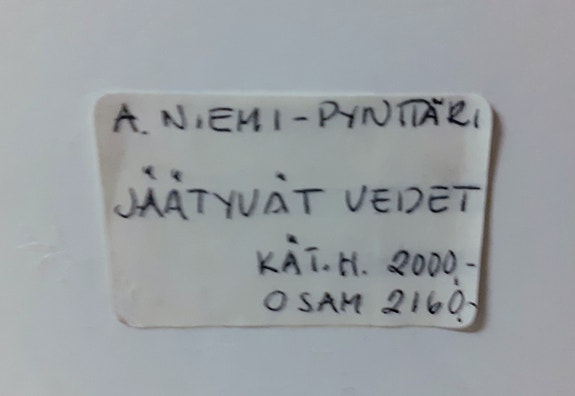 A. NIEMI-PYNTTÄRI
JÄÄTYVÄT VEDET
KÄT.H. 2000,-
OSAM 2160,-